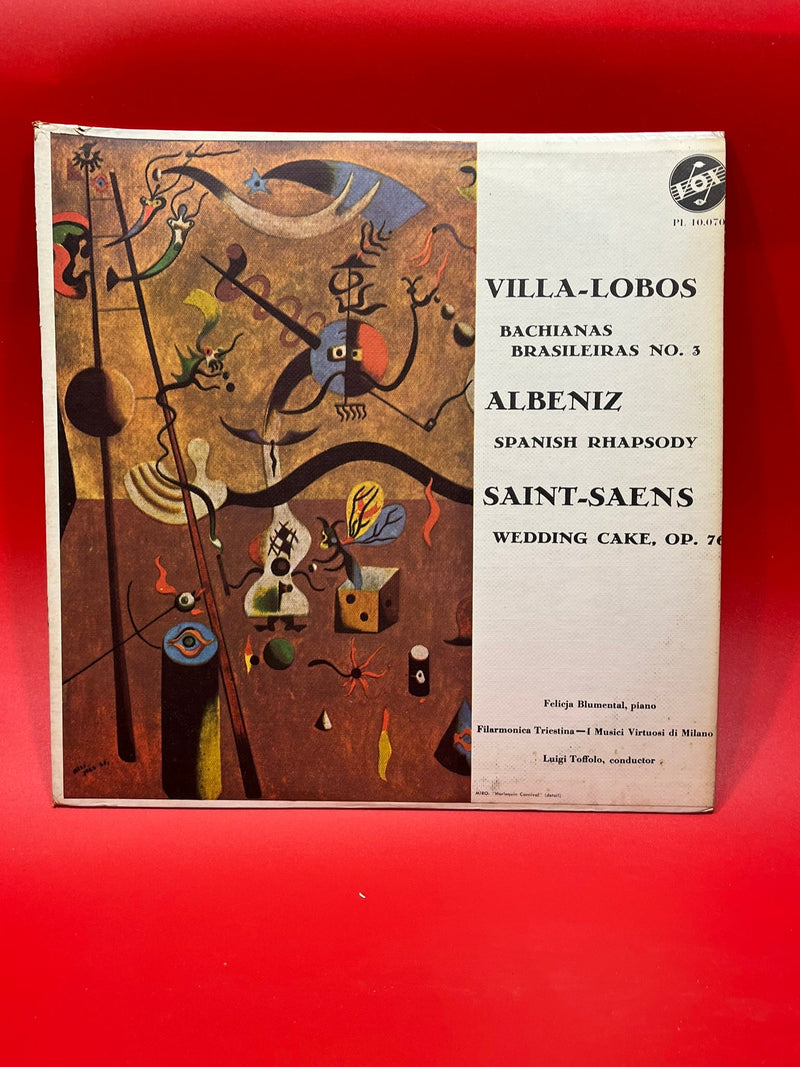 VOX
PL 10.070
VILLA-LOBOS
BACHIANAS
BRASILEIRAS NO. 3
ALBENIZ
SPANISH RHAPSODY
SAINT-SAENS
WEDDING CAKE, OP. 76
Felicja Blumental, piano
Filarmonica Triestina—I Musici Virtuosi di Milano
Luigi Toffolo, conductor
MIRO: "Harlequin Carnival" (detail)